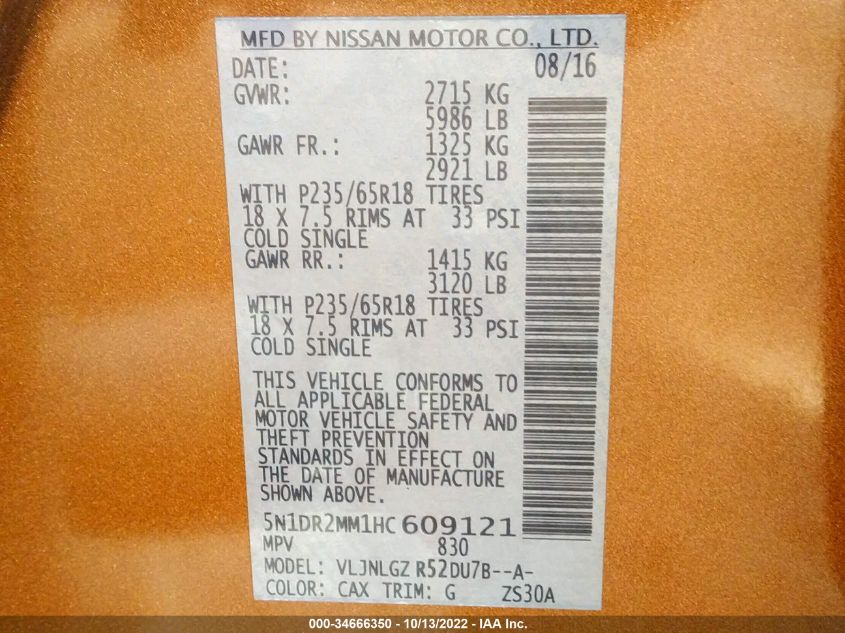 MFD BY NISSAN MOTOR CO., LTD.
DATE: 08/16
GVWR: 2715 KG
5986 LB
GAWR FR.: 1325 KG
2921 LB
WITH P235/65R18 TIRES
18 X 7.5 RIMS AT 33 PSI
COLD SINGLE
GAWR RR.: 1415 KG
3120 LB
WITH P235/65R18 TIRES
18 X 7.5 RIMS AT 33 PSI
COLD SINGLE
THIS VEHICLE CONFORMS TO
ALL APPLICABLE FEDERAL
MOTOR VEHICLE SAFETY AND
THEFT PREVENTION
STANDARDS IN EFFECT ON
THE DATE OF MANUFACTURE
SHOWN ABOVE.
5N1DR2MM1HC609121
MPV 830
MODEL: VLJNLGZ R52DU7B--A-
COLOR: CAX TRIM: G ZS30A
000-34666350 - 10/13/2022 - IAA Inc.